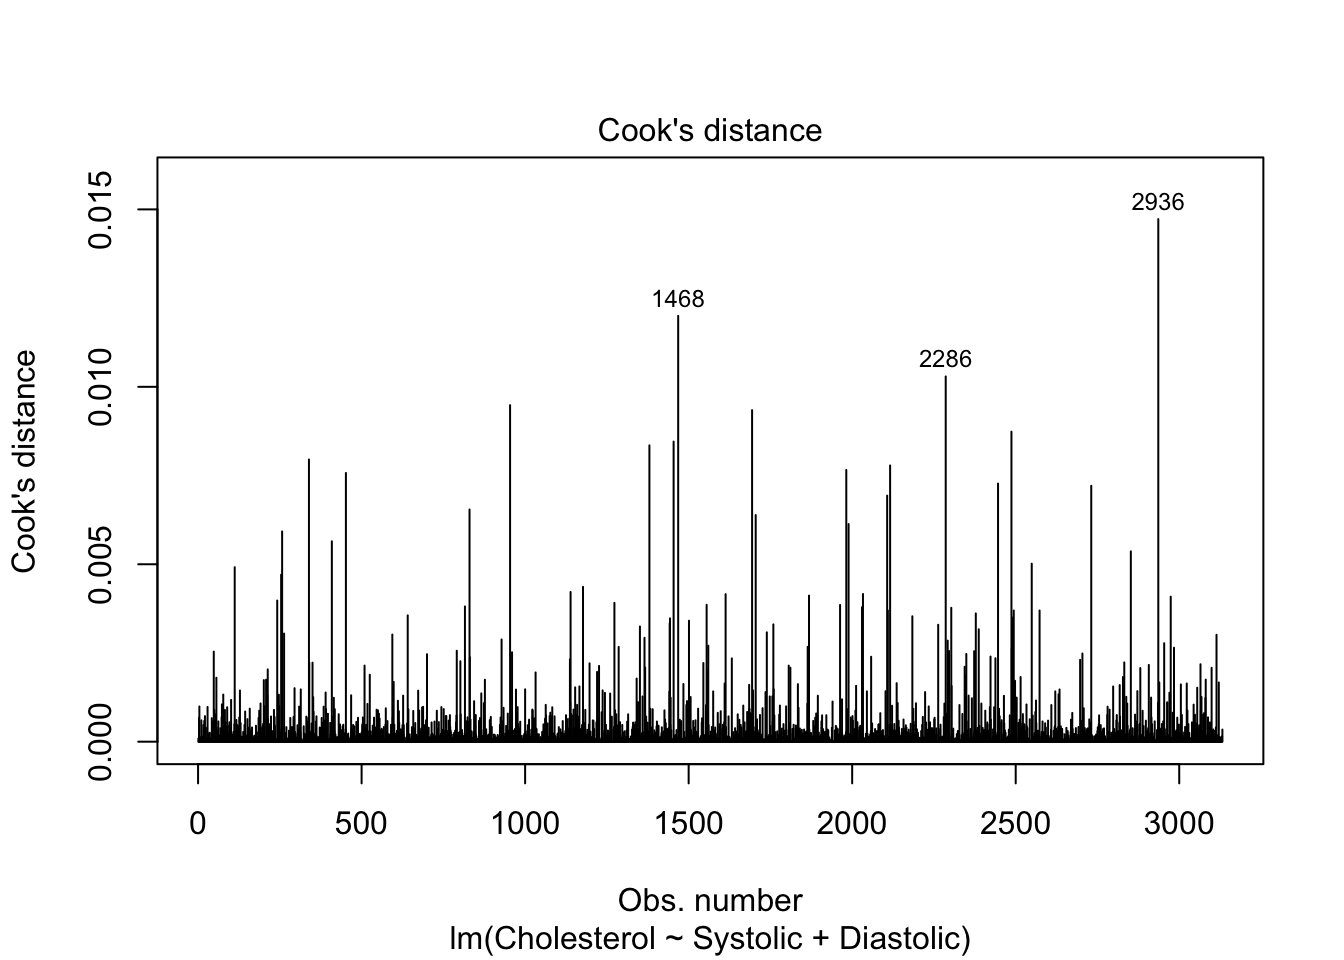 Cook's distance
2936
1468
2286
Cook's distance
0.015
0.010
0.005
0.000
0 500 1000 1500 2000 2500 3000
Obs. number
lm(Cholesterol ~ Systolic + Diastolic)